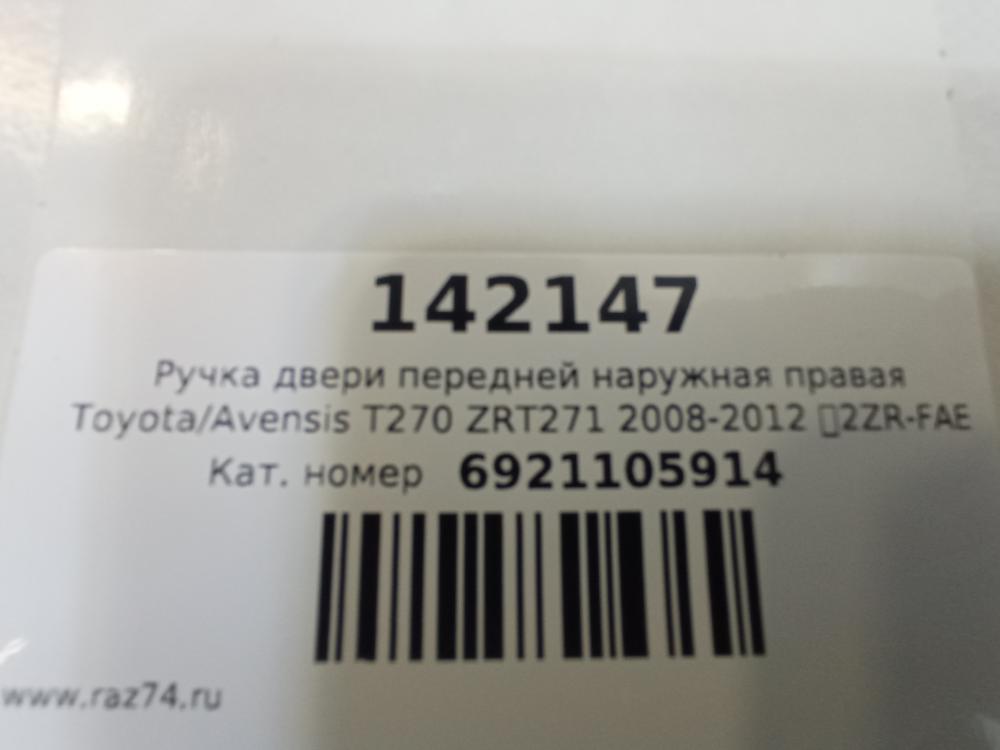 142147
Ручка двери передней наружная правая
Toyota/Avensis T270 ZRT271 2008-2012 ▯2ZR-FAE
Кат. номер 6921105914
www.raz74.ru